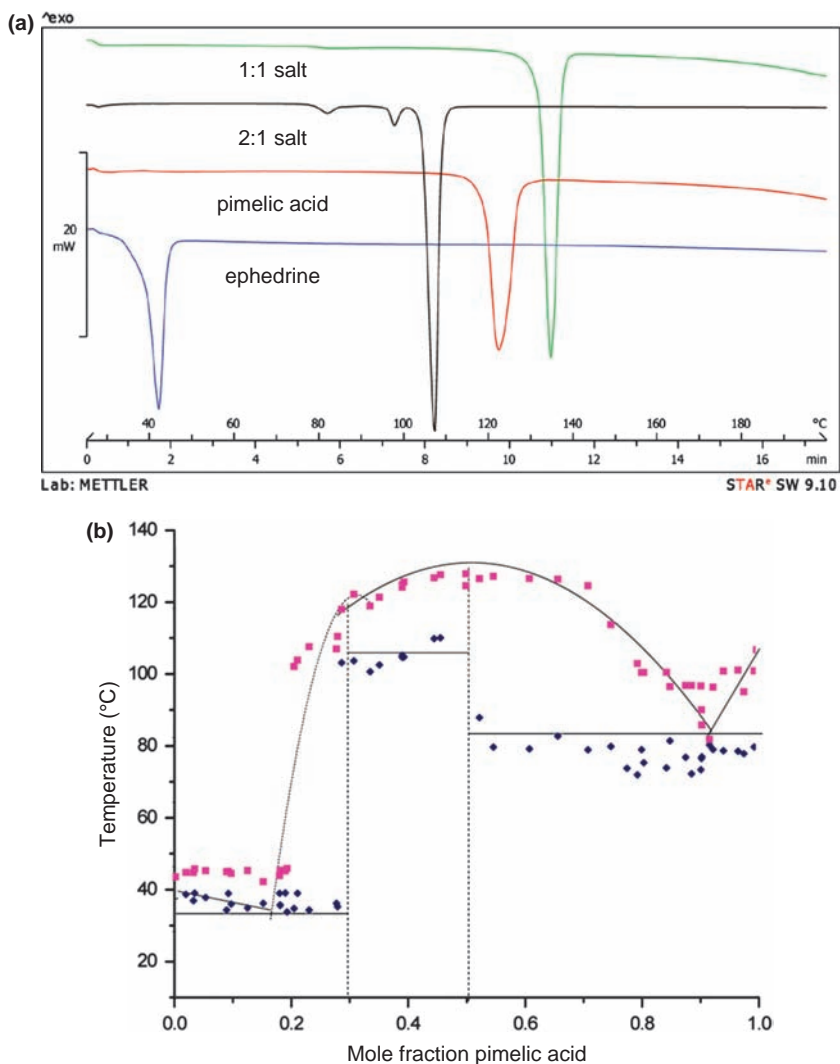 (a)
^exo
1:1 salt
2:1 salt
pimelic acid
20
mW
ephedrine
40 60 80 100 120 140 160 180 °C
0 2 4 6 8 10 12 14 16 min
Lab: METTLER STAR* SW 9.10
(b)
140
120
100
80
60
40
20
Temperature (°C)
0.0 0.2 0.4 0.6 0.8 1.0
Mole fraction pimelic acid